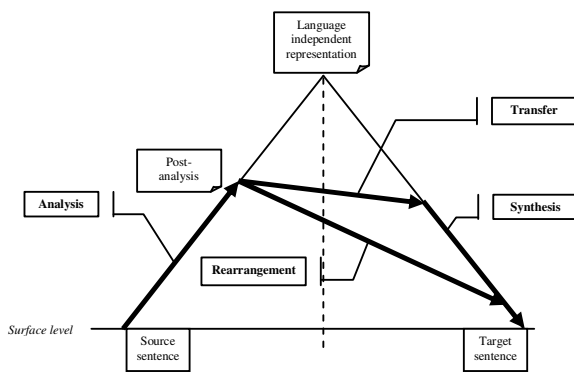 Language
independent
representation
Transfer
Post-
analysis
Analysis
Synthesis
Rearrangement
Surface level
Source
sentence
Target
sentence